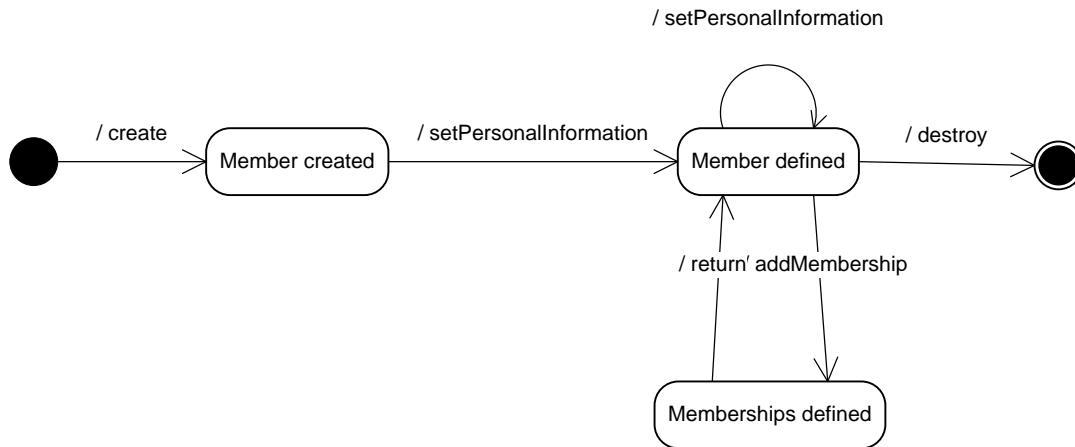 / setPersonalInformation
/ create
/ setPersonalInformation
/ destroy
Member created
Member defined
/ return
/ addMembership
Memberships defined